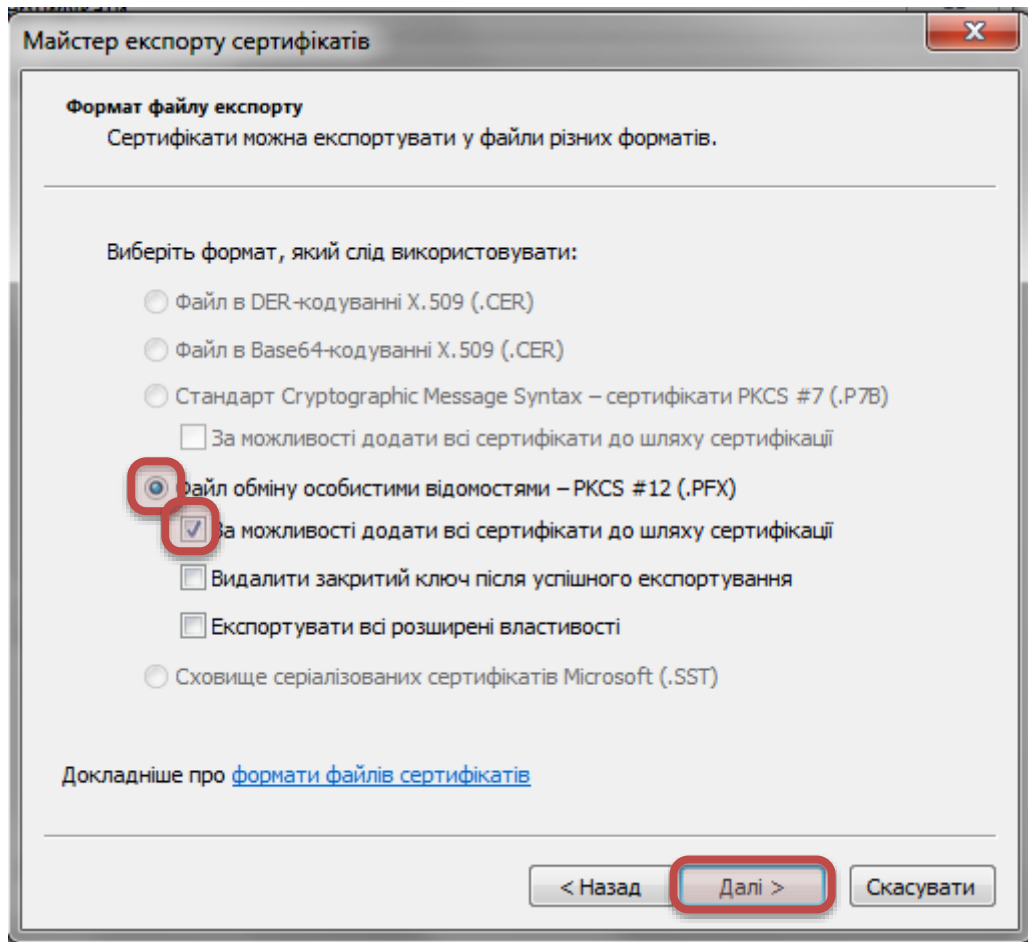 Майстер експорту сертифікатів
Формат файлу експорту
Сертифікати можна експортувати у файли різних форматів.
Виберіть формат, який слід використовувати:
Файл в DER-кодуванні X.509 (.CER)
Файл в Base64-кодуванні X.509 (.CER)
Стандарт Cryptographic Message Syntax – сертифікати PKCS #7 (.P7B)
За можливості додати всі сертифікати до шляху сертифікації
Файл обміну особистими відомостями – PKCS #12 (.PFX)
За можливості додати всі сертифікати до шляху сертифікації
Видалити закритий ключ після успішного експортування
Експортувати всі розширені властивості
Сховище серіалізованих сертифікатів Microsoft (.SST)
Докладніше про формати файлів сертифікатів
< Назад Далі > Скасувати